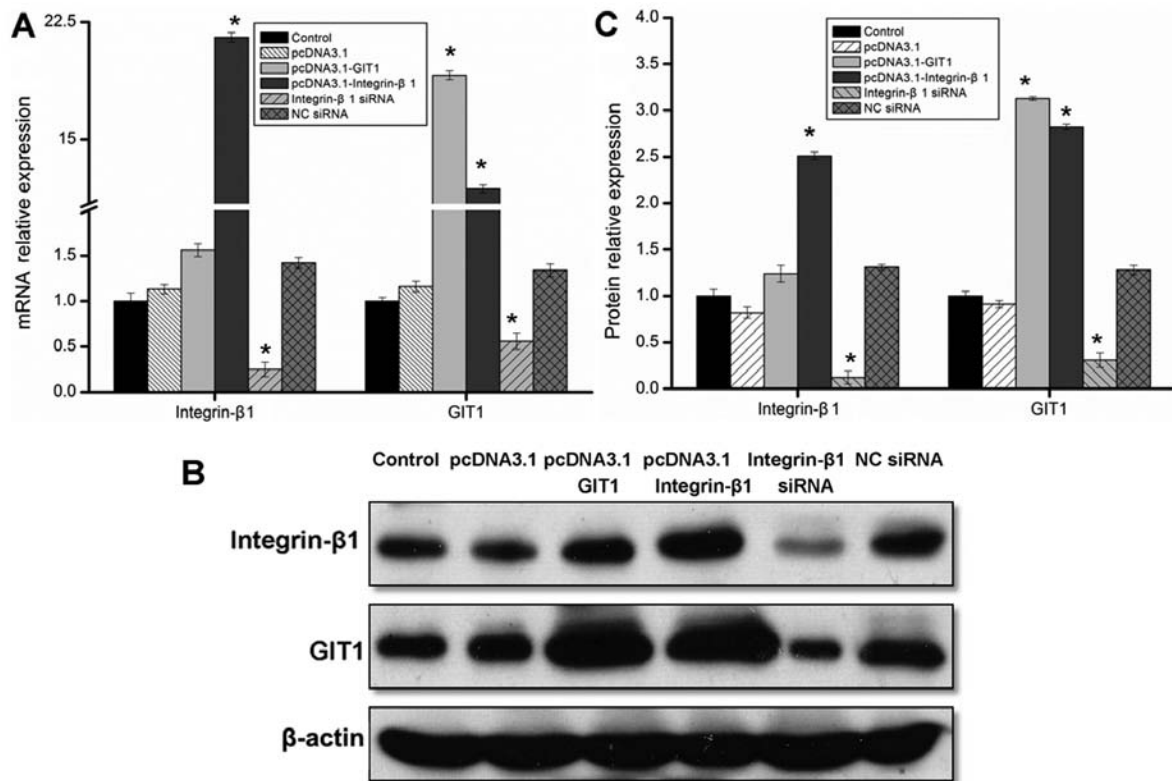 A
mRNA relative expression
22.5
15
1.5
1.0
0.5
0.0
*
*
*
*
*
Control
pcDNA3.1
pcDNA3.1-GIT1
pcDNA3.1-Integrin-β 1
Integrin-β 1 siRNA
NC siRNA
Integrin-β1
GIT1
C
Protein relative expression
4.0
3.5
3.0
2.5
2.0
1.5
1.0
0.5
0.0
*
*
*
*
*
Control
pcDNA3.1
pcDNA3.1-GIT1
pcDNA3.1-Integrin-β 1
Integrin-β 1 siRNA
NC siRNA
Integrin-β 1
GIT1
B
Control pcDNA3.1 pcDNA3.1 pcDNA3.1 Integrin-β1 NC siRNA
GIT1 Integrin-β1 siRNA
Integrin-β1
GIT1
β-actin